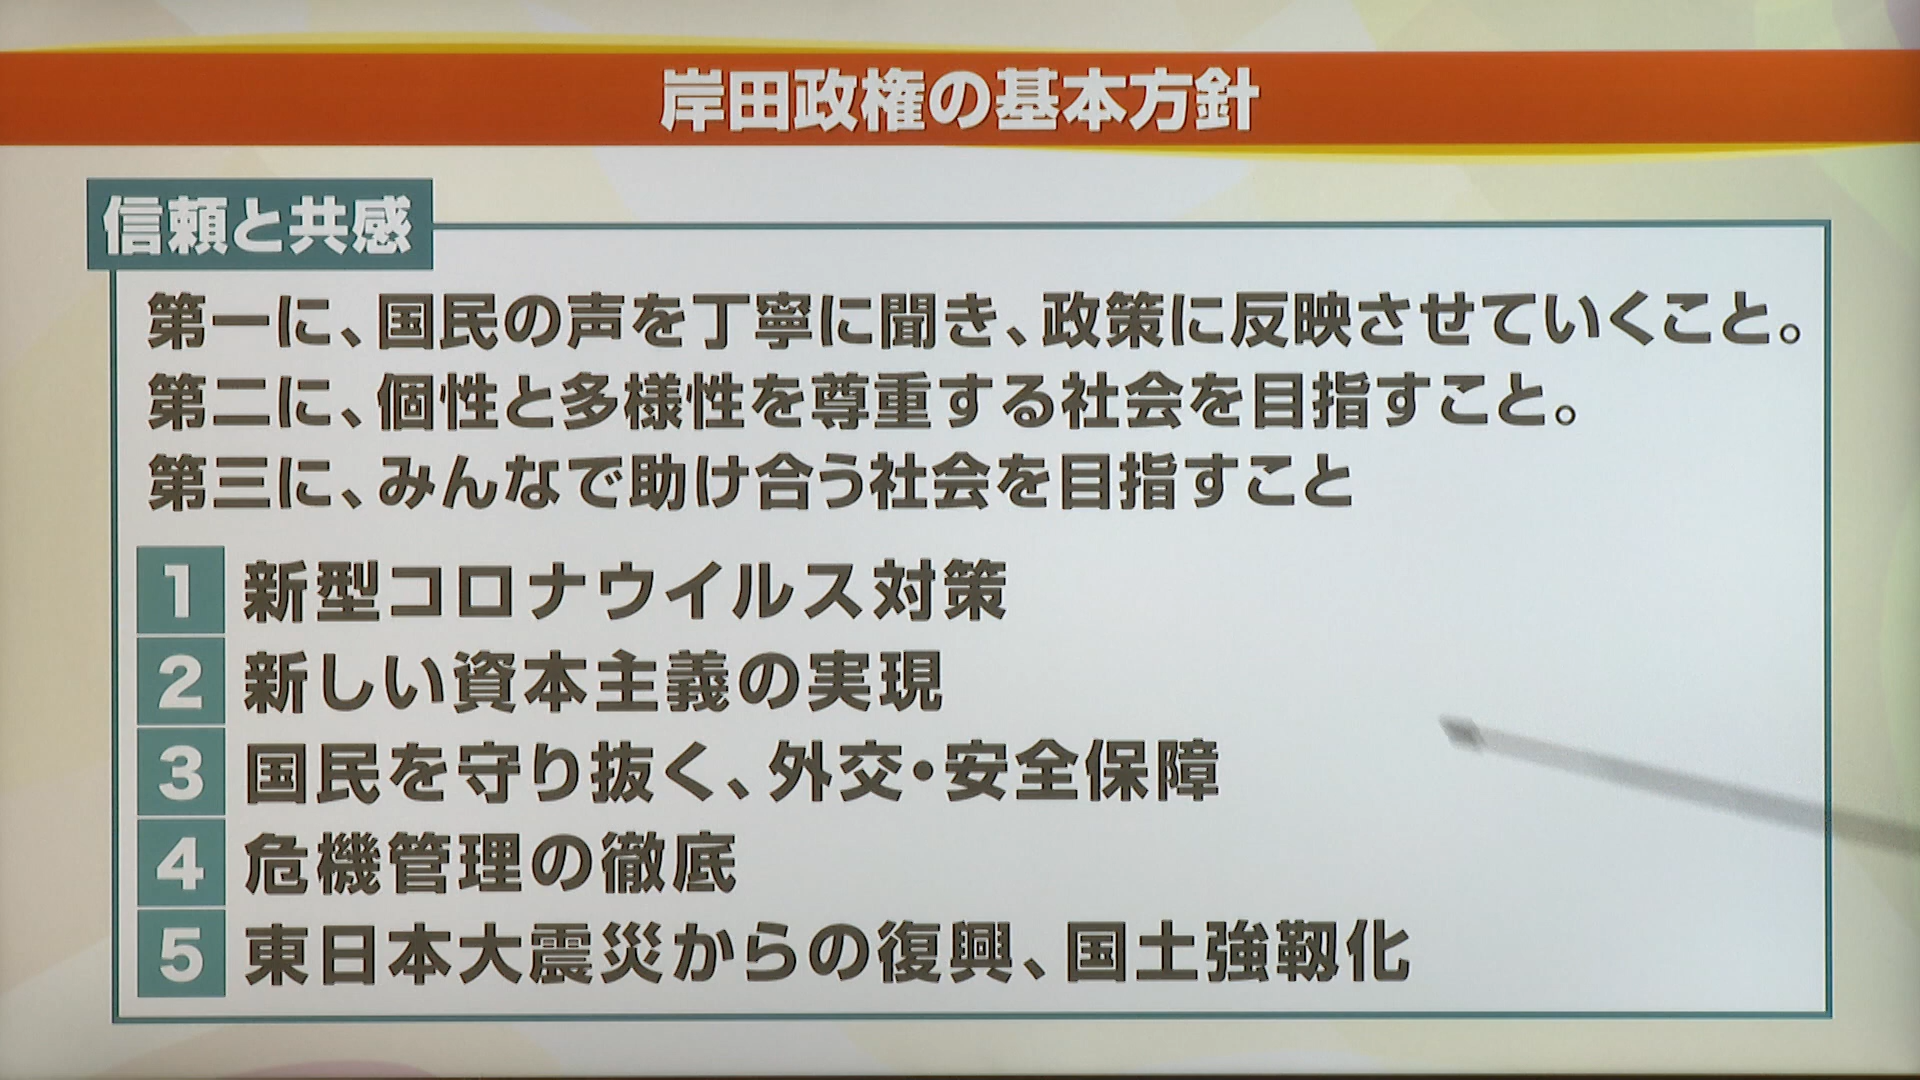 岸田政権の基本方針
信頼と共感
第一に、国民の声を丁寧に聞き、政策に反映させていくこと。
第二に、個性と多様性を尊重する社会を目指すこと。
第三に、みんなで助け合う社会を目指すこと
1 新型コロナウイルス対策
2 新しい資本主義の実現
3 国民を守り抜く、外交・安全保障
4 危機管理の徹底
5 東日本大震災からの復興、国土強靱化